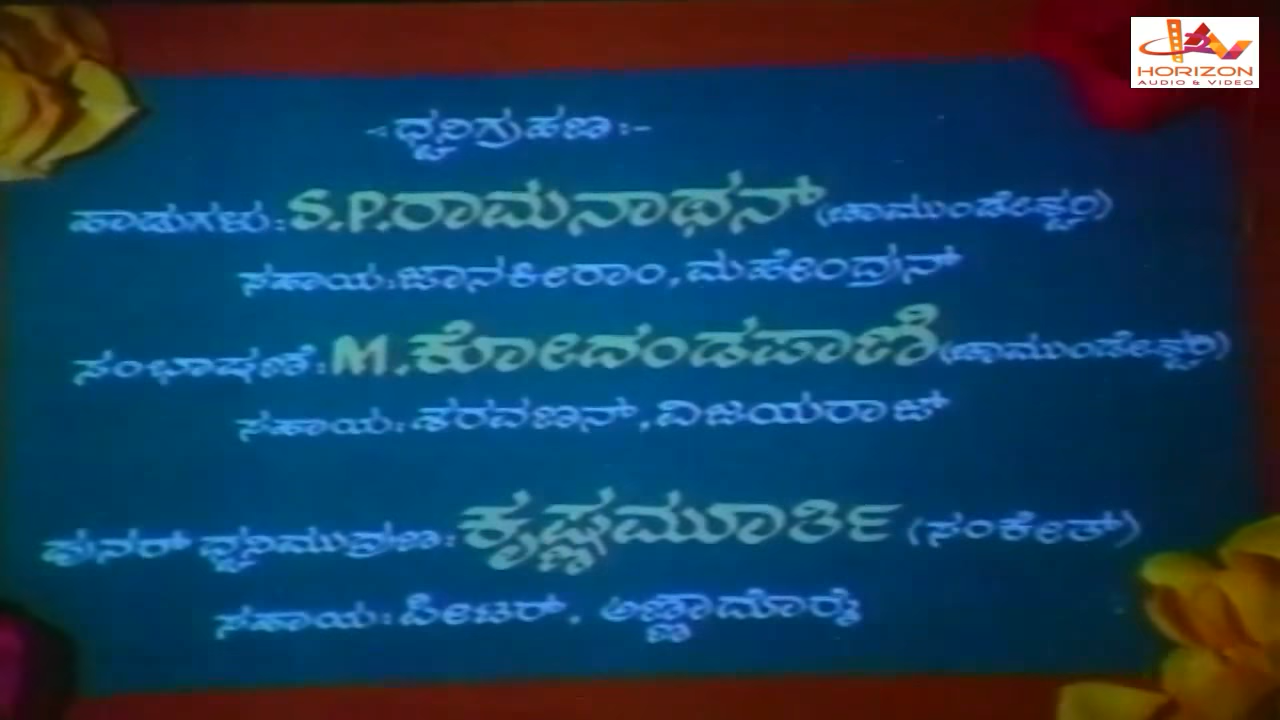 HORIZON
AUDIO & VIDEO
-:ಧ್ವನಿಗ್ರಹಣ:-
ಹಾಡುಗಳು: S.P.ರಾಮನಾಥನ್ (ಚಾಮುಂಡೇಶ್ವರಿ)
ಸಹಾಯ: ಜಾನಕೀರಾಂ, ಮಹೇಂದ್ರನ್
ಸಂಭಾಷಣೆ: M.ಕೋದಂಡಪಾಣಿ (ಚಾಮುಂಡೇಶ್ವರಿ)
ಸಹಾಯ: ಶರವಣನ್, ವಿಜಯರಾಜ್
ಪುನರ್ ಧ್ವನಿಮುದ್ರಣ: ಕೃಷ್ಣಮೂರ್ತಿ (ಸಂಕೇತ್)
ಸಹಾಯ: ಪೀಟರ್, ಅಣ್ಣಾದೊರೈ